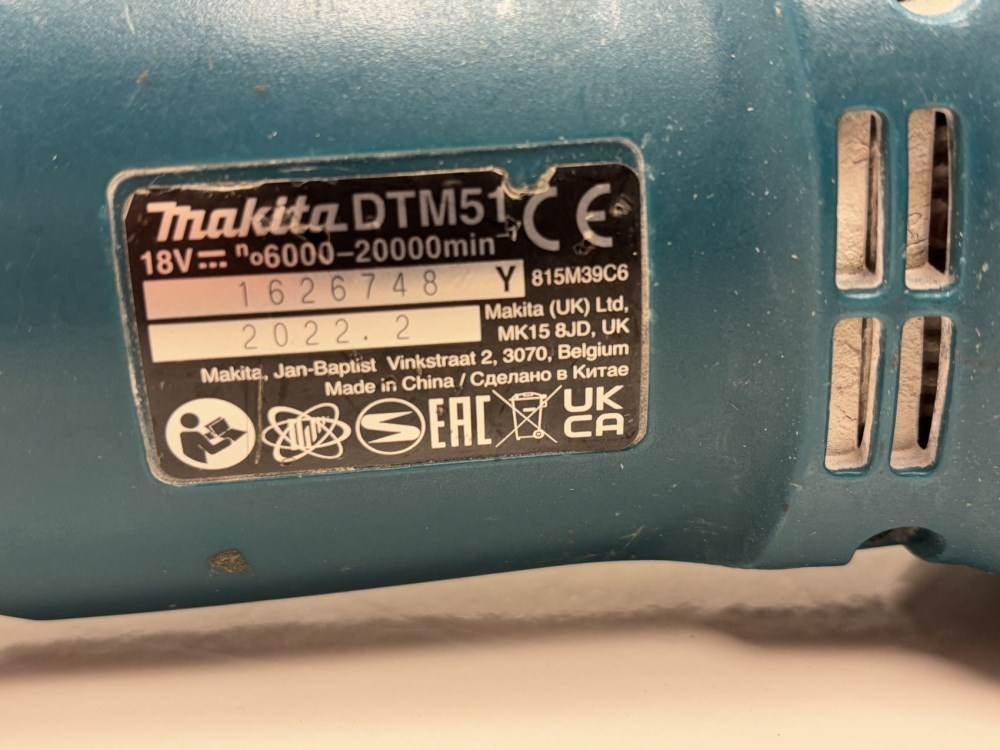 makita DTM51 CE
18V n₀6000–20000min⁻
1626748 Y 815M39C6
2022.2
Makita (UK) Ltd,
MK15 8JD, UK
Makita, Jan-Baptist Vinkstraat 2, 3070, Belgium
Made in China / Сделано в Китае
EAC UK
CA